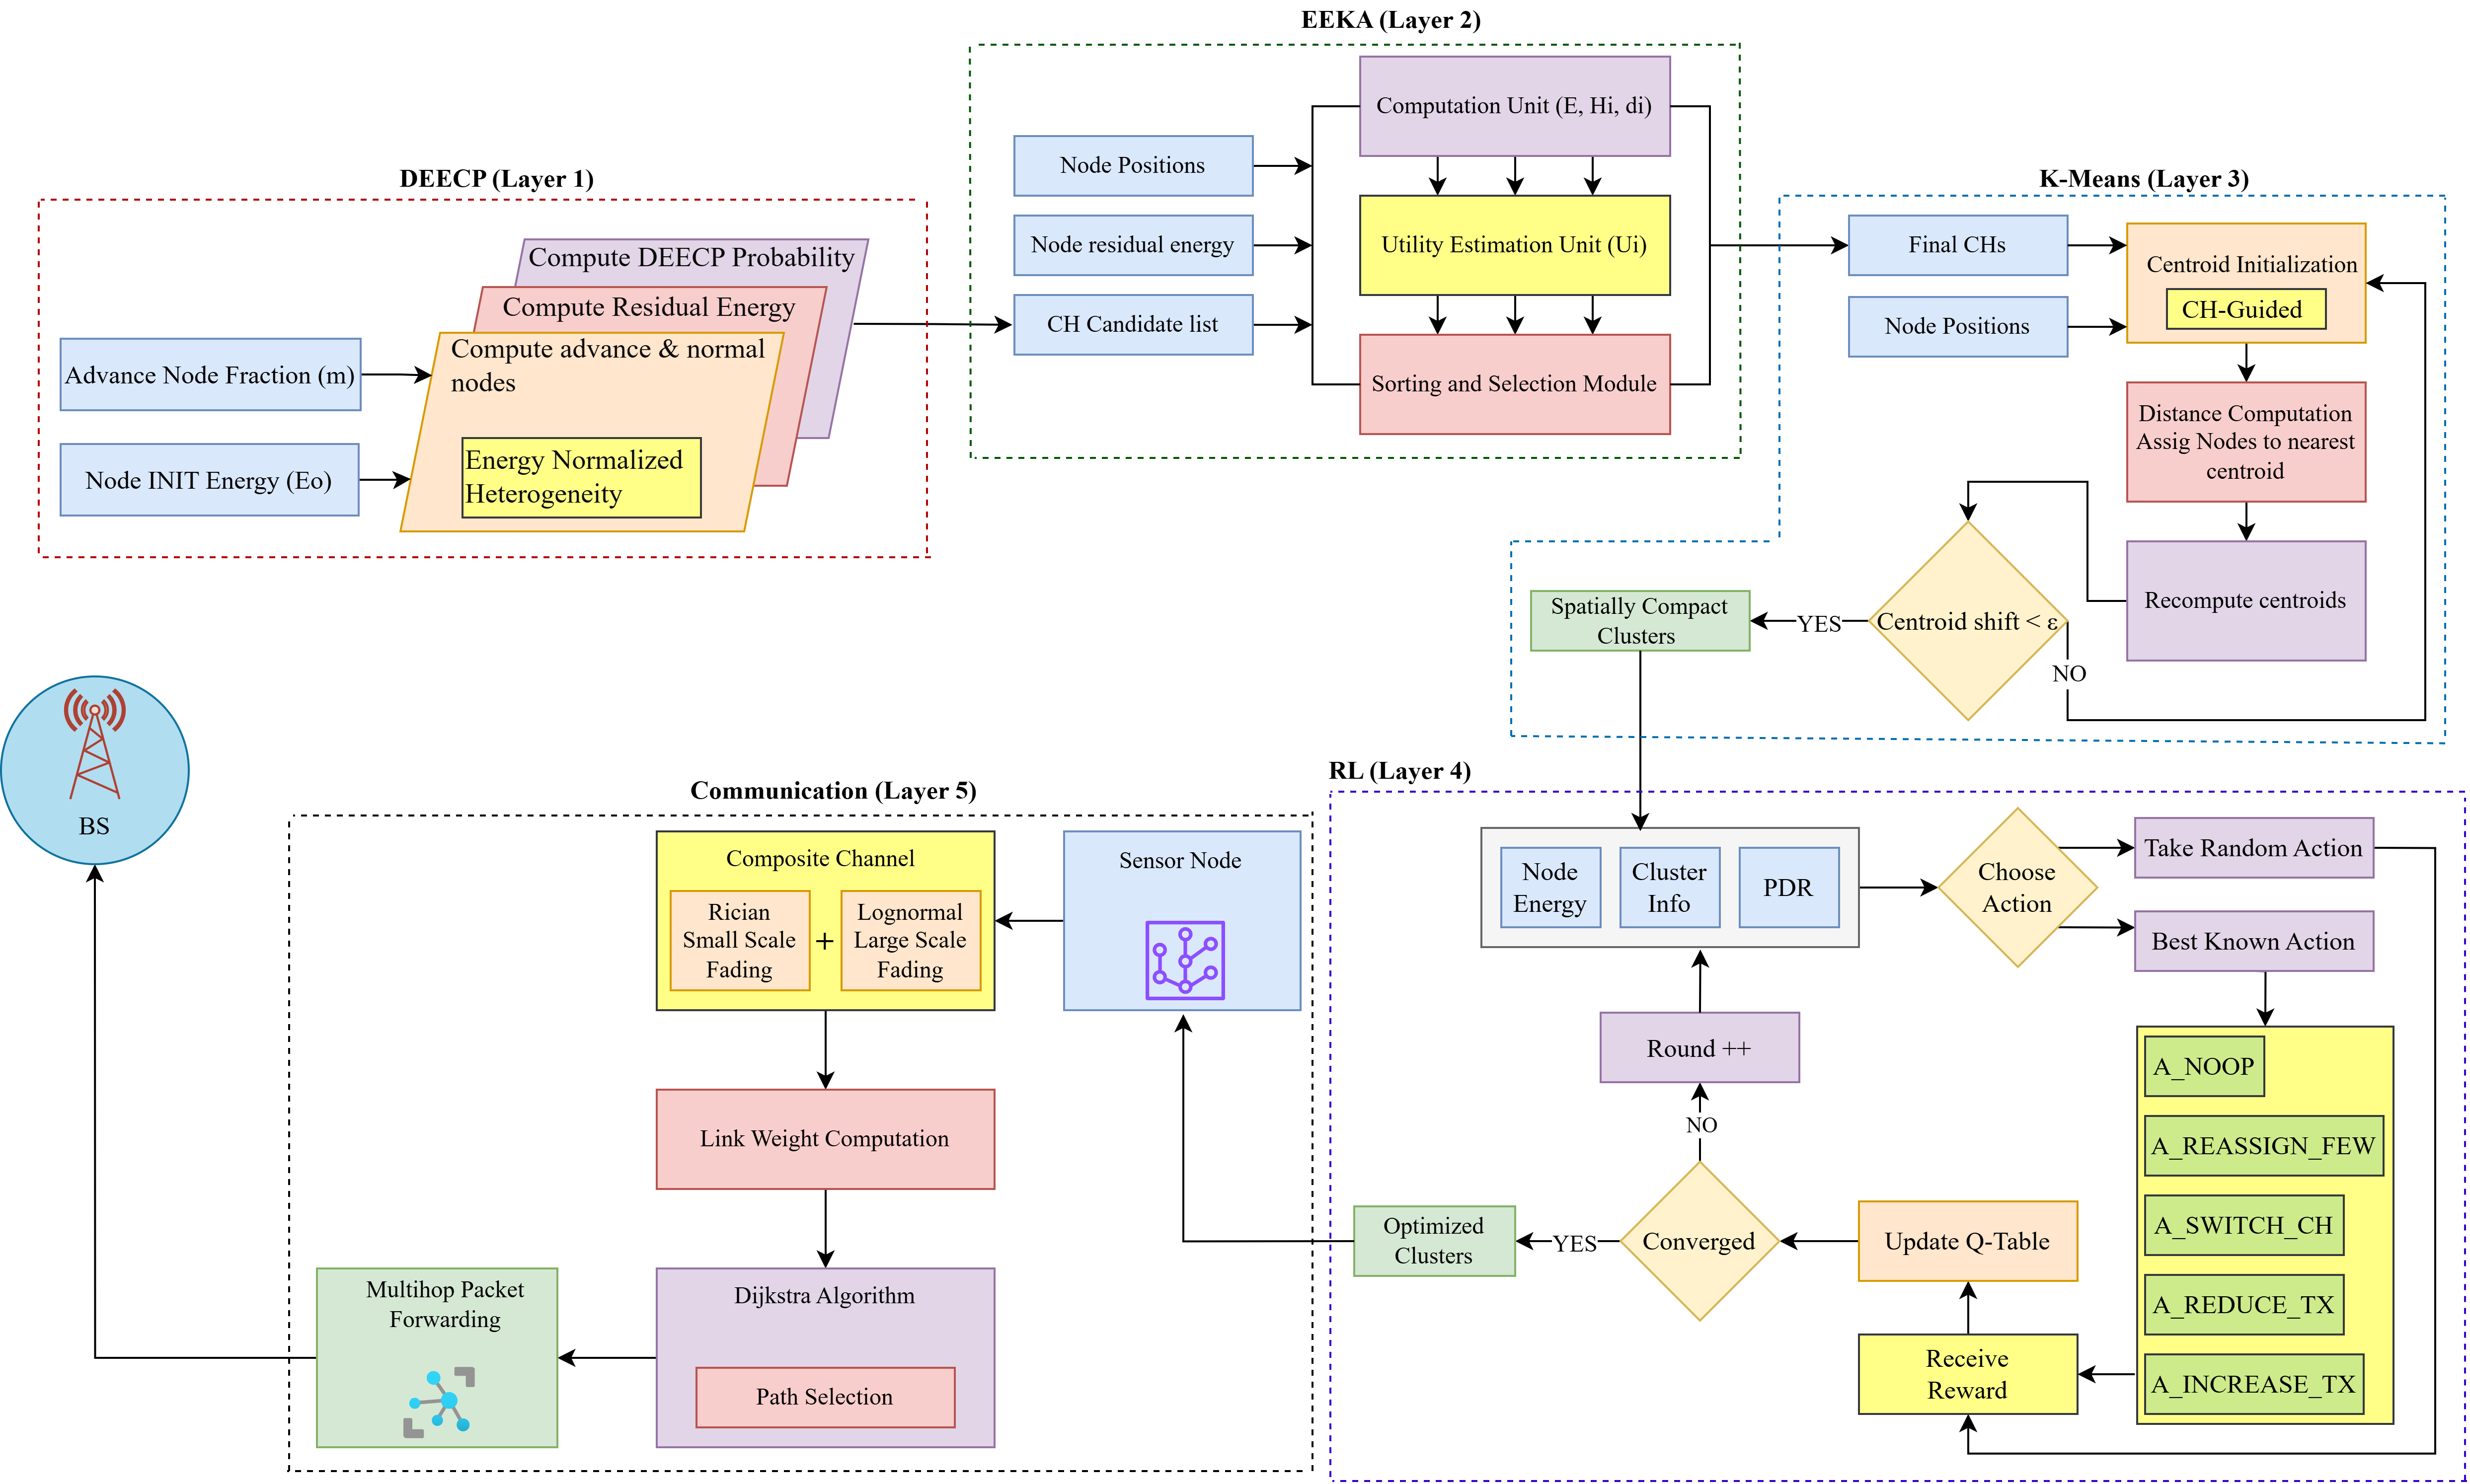 EEKA (Layer 2)
Computation Unit (E, Hi, di)
Node Positions
Node residual energy
CH Candidate list
Utility Estimation Unit (Ui)
Sorting and Selection Module
DEECP (Layer 1)
Compute DEECP Probability
Compute Residual Energy
Compute advance & normal
nodes
Advance Node Fraction (m)
Node INIT Energy (Eo)
Energy Normalized
Heterogeneity
K-Means (Layer 3)
Final CHs
Node Positions
Centroid Initialization
CH-Guided
Distance Computation
Assig Nodes to nearest
centroid
Recompute centroids
Centroid shift < ε
YES
NO
Spatially Compact
Clusters
BS
RL (Layer 4)
Node
Energy
Cluster
Info
PDR
Choose
Action
Take Random Action
Best Known Action
A_NOOP
A_REASSIGN_FEW
A_SWITCH_CH
A_REDUCE_TX
A_INCREASE_TX
Receive
Reward
Update Q-Table
Converged
NO
Round ++
YES
Optimized
Clusters
Communication (Layer 5)
Sensor Node
Composite Channel
Rician
Small Scale
Fading
+
Lognormal
Large Scale
Fading
Link Weight Computation
Dijkstra Algorithm
Path Selection
Multihop Packet
Forwarding